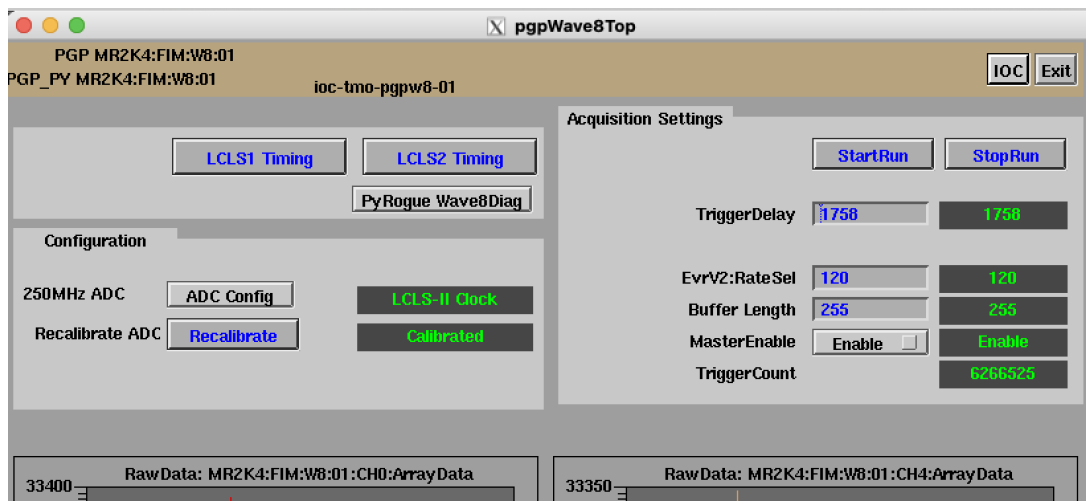 pgpWave8Top
PGP MR2K4:FIM:W8:01
PGP_PY MR2K4:FIM:W8:01
ioc-tmo-pgpw8-01
IOC Exit
LCLS1 Timing LCLS2 Timing
PyRogue Wave8Diag
Configuration
250MHz ADC ADC Config LCLS-II Clock
Recalibrate ADC Recalibrate Calibrated
Acquisition Settings
StartRun StopRun
TriggerDelay 1758 1758
EvrV2:RateSel 120 120
Buffer Length 255 255
MasterEnable Enable Enable
TriggerCount 6266525
RawData: MR2K4:FIM:W8:01:CH0:ArrayData
33400
RawData: MR2K4:FIM:W8:01:CH4:ArrayData
33350